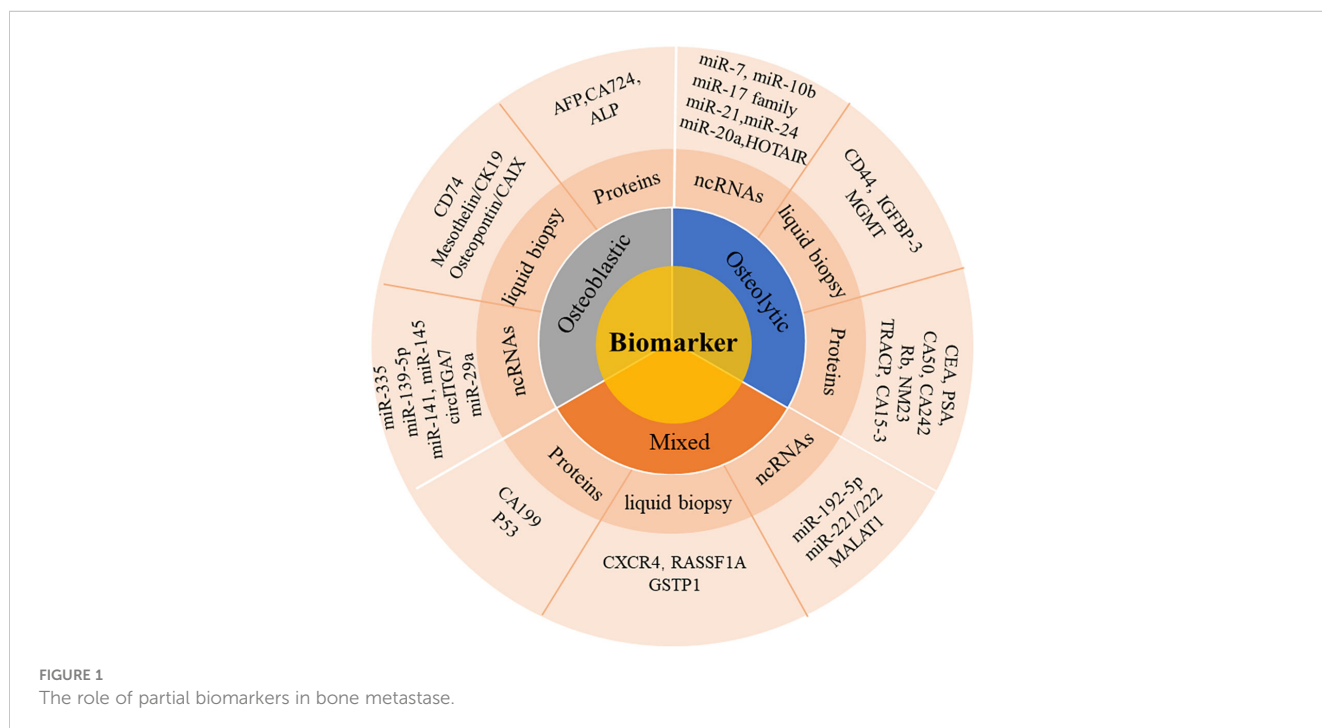 Biomarker
Osteolytic
ncRNAs
miR-7, miR-10b
miR-17 family
miR-21,miR-24
miR-20a,HOTAIR
liquid biopsy
CD44, IGFBP-3
MGMT
Proteins
CEA, PSA,
CA50, CA242
Rb, NM23
TRACP, CA15-3
Mixed
ncRNAs
miR-192-5p
miR-221/222
MALAT1
liquid biopsy
CXCR4, RASSF1A
GSTP1
Proteins
CA199
P53
Osteoblastic
ncRNAs
miR-335
miR-139-5p
miR-141, miR-145
circITGA7
miR-29a
liquid biopsy
CD74
Mesothelin/CK19
Osteopontin/CAIX
Proteins
AFP,CA724,
ALP
FIGURE 1
The role of partial biomarkers in bone metastase.